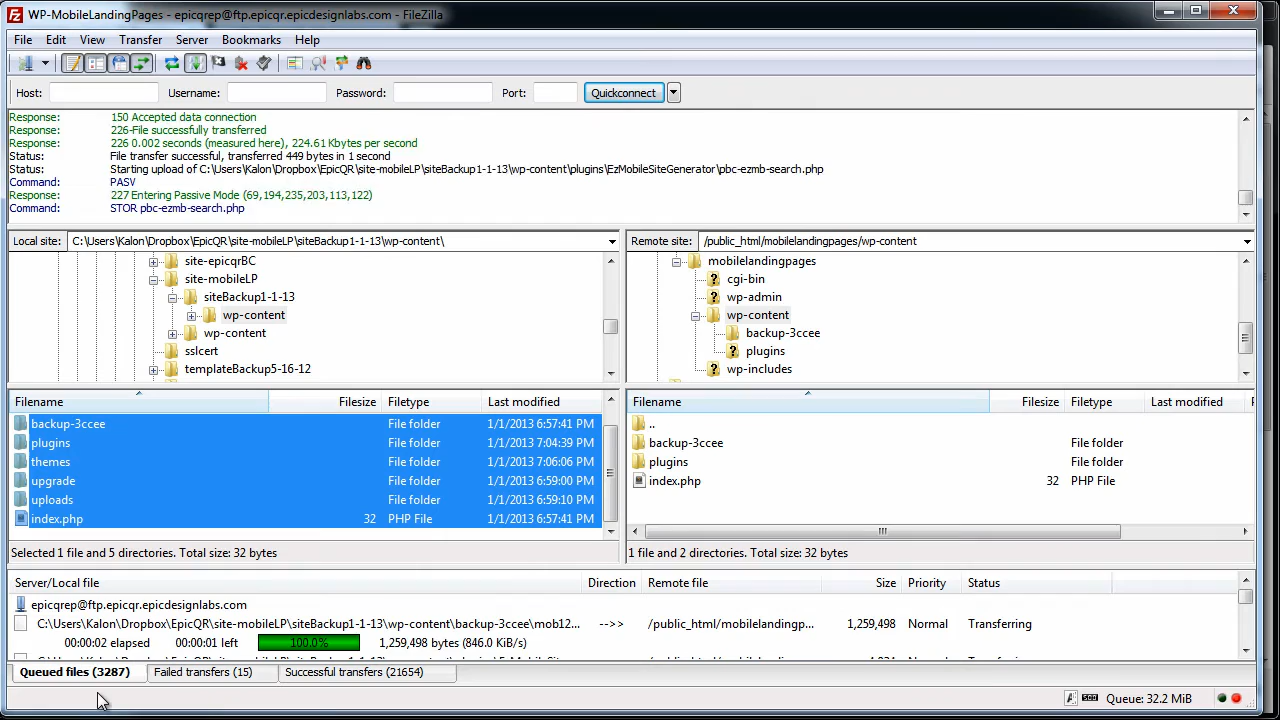 WP-MobileLandingPages - epicqrep@ftp.epicqr.epicdesignlabs.com - FileZilla
File Edit View Transfer Server Bookmarks Help
Host: Username: Password: Port: Quickconnect
Response: 150 Accepted data connection
Response: 226-File successfully transferred
Response: 226 0.002 seconds (measured here), 224.61 Kbytes per second
Status: File transfer successful, transferred 449 bytes in 1 second
Status: Starting upload of C:\Users\Kalon\Dropbox\EpicQR\site-mobileLP\siteBackup1-1-13\wp-content\plugins\EzMobileSiteGenerator\pbc-ezmb-search.php
Command: PASV
Response: 227 Entering Passive Mode (69,194,235,203,113,122)
Command: STOR pbc-ezmb-search.php
Local site: C:\Users\Kalon\Dropbox\EpicQR\site-mobileLP\siteBackup1-1-13\wp-content\
site-epicqrBC
site-mobileLP
siteBackup1-1-13
wp-content
wp-content
sslcert
templateBackup5-16-12
Remote site: /public_html/mobilelandingpages/wp-content
mobilelandingpages
cgi-bin
wp-admin
wp-content
backup-3ccee
plugins
wp-includes
Filename Filesize Filetype Last modified
backup-3ccee File folder 1/1/2013 6:57:41 PM
plugins File folder 1/1/2013 7:04:39 PM
themes File folder 1/1/2013 7:06:06 PM
upgrade File folder 1/1/2013 6:59:00 PM
uploads File folder 1/1/2013 6:59:10 PM
index.php 32 PHP File 1/1/2013 6:57:41 PM
Selected 1 file and 5 directories. Total size: 32 bytes
Filename Filesize Filetype Last modified
..
backup-3ccee File folder
plugins File folder
index.php 32 PHP File
1 file and 2 directories. Total size: 32 bytes
Server/Local file Direction Remote file Size Priority Status
epicqrep@ftp.epicqr.epicdesignlabs.com
C:\Users\Kalon\Dropbox\EpicQR\site-mobileLP\siteBackup1-1-13\wp-content\backup-3ccee\mob12... -->> /public_html/mobilelandingp... 1,259,498 Normal Transferring
00:00:02 elapsed 00:00:01 left 100.0% 1,259,498 bytes (846.0 KiB/s)
Queued files (3287) Failed transfers (15) Successful transfers (21654)
Queue: 32.2 MiB